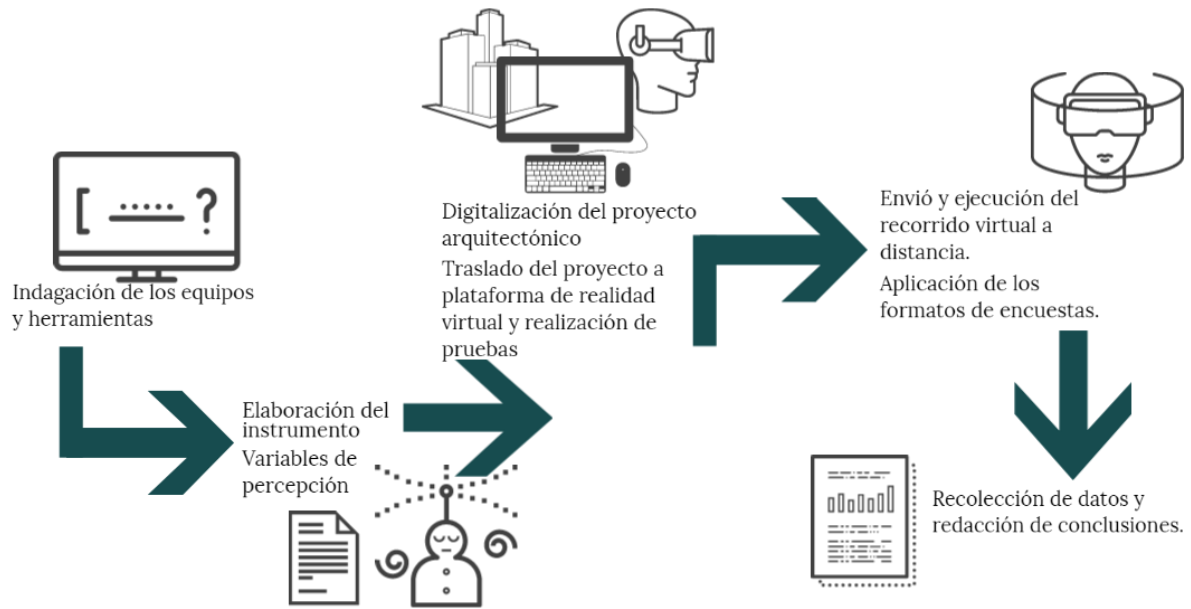 Indagación de los equipos
y herramientas
Elaboración del
instrumento
Variables de
percepción
Digitalización del proyecto
arquitectónico
Traslado del proyecto a
plataforma de realidad
virtual y realización de
pruebas
Envió y ejecución del
recorrido virtual a
distancia.
Aplicación de los
formatos de encuestas.
Recolección de datos y
redacción de conclusiones.